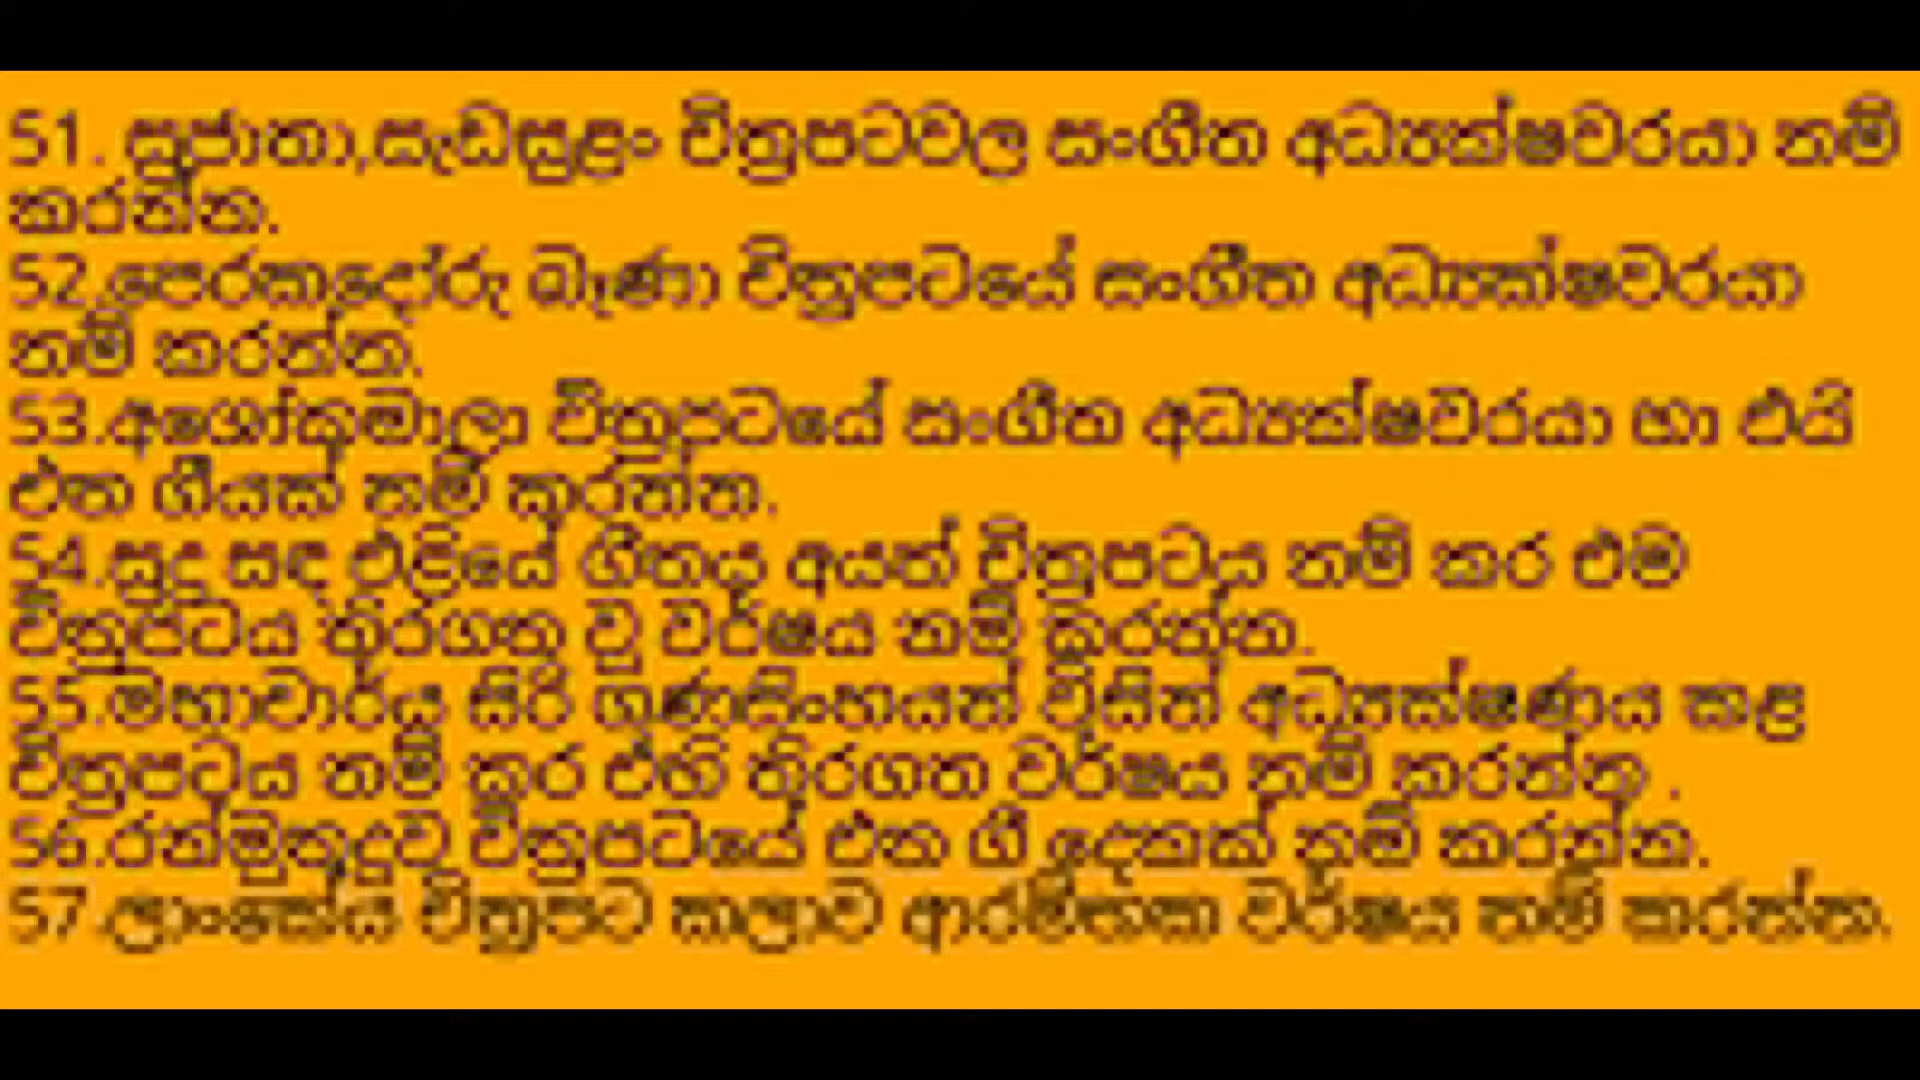 51. සුජාතා,සැඩසුළං චිත්‍රපටවල සංගීත අධ්‍යක්ෂවරයා නම්
කරන්න.
52.පෙරකදෝරු බෑණා චිත්‍රපටයේ සංගීත අධ්‍යක්ෂවරයා
නම් කරන්න.
53.අශෝකමාලා චිත්‍රපටයේ සංගීත අධ්‍යක්ෂවරයා හා එයි
එන ගීයක් නම් කරන්න.
54.සුදු සඳ එළියේ ගීතය අයත් චිත්‍රපටය නම් කර එම
චිත්‍රපටය තිරගත වූ වර්ෂය නම් කරන්න.
55.මහාචාර්ය සිරි ගුණසිංහයන් විසින් අධ්‍යක්ෂණය කළ
චිත්‍රපටය නම් කර එහි තිරගත වර්ෂය නම් කරන්න .
56.රන්මුතුදුව චිත්‍රපටයේ එන ගී දෙකක් නම් කරන්න.
57.ලාංකේය චිත්‍රපට කලාව ආරම්භක වර්ෂය නම් කරන්න.